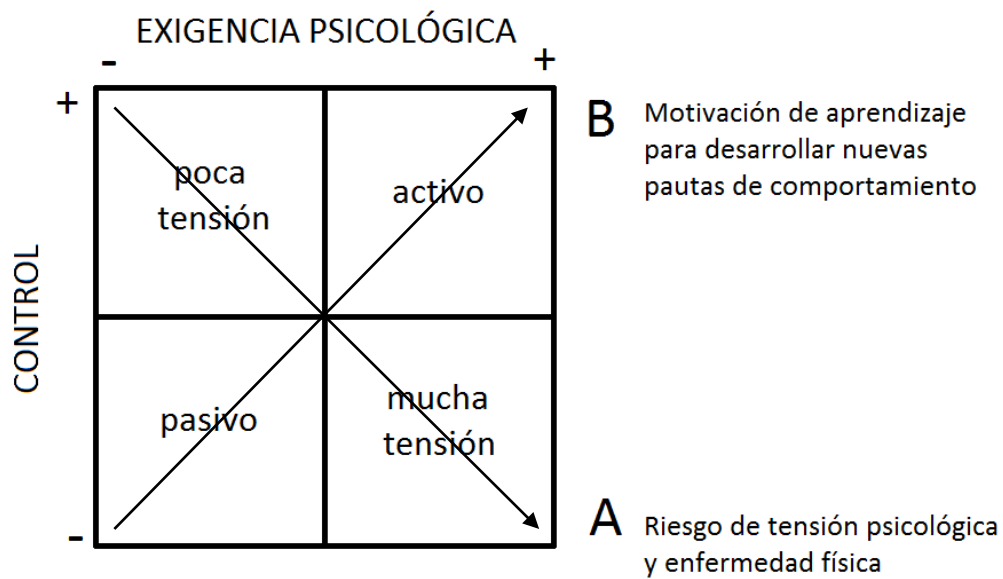 EXIGENCIA PSICOLÓGICA
- +
+
B Motivación de aprendizaje
para desarrollar nuevas
pautas de comportamiento
poca
tensión
activo
CONTROL
pasivo
mucha
tensión
-
A Riesgo de tensión psicológica
y enfermedad física